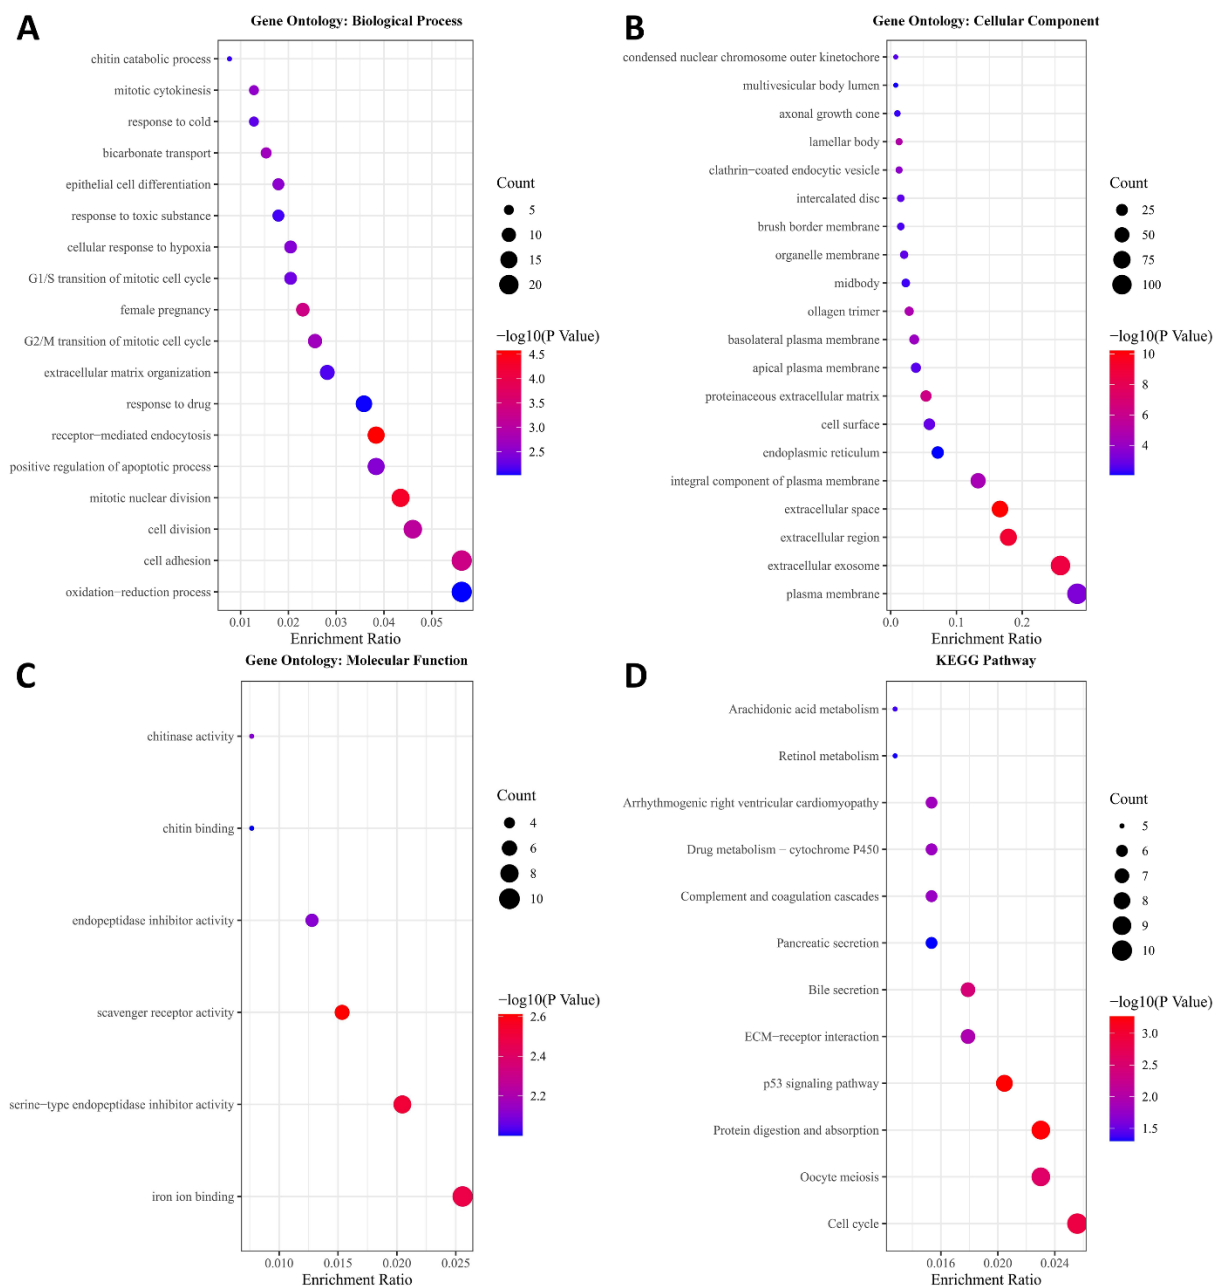 A
Gene Ontology: Biological Process
chitin catabolic process
mitotic cytokinesis
response to cold
bicarbonate transport
epithelial cell differentiation
response to toxic substance
cellular response to hypoxia
G1/S transition of mitotic cell cycle
female pregnancy
G2/M transition of mitotic cell cycle
extracellular matrix organization
response to drug
receptor−mediated endocytosis
positive regulation of apoptotic process
mitotic nuclear division
cell division
cell adhesion
oxidation−reduction process
0.01 0.02 0.03 0.04 0.05
Enrichment Ratio
Count
5
10
15
20
−log10(P Value)
4.5
4.0
3.5
3.0
2.5
B
Gene Ontology: Cellular Component
condensed nuclear chromosome outer kinetochore
multivesicular body lumen
axonal growth cone
lamellar body
clathrin−coated endocytic vesicle
intercalated disc
brush border membrane
organelle membrane
midbody
ollagen trimer
basolateral plasma membrane
apical plasma membrane
proteinaceous extracellular matrix
cell surface
endoplasmic reticulum
integral component of plasma membrane
extracellular space
extracellular region
extracellular exosome
plasma membrane
0.0 0.1 0.2
Enrichment Ratio
Count
25
50
75
100
−log10(P Value)
10
8
6
4
C
Gene Ontology: Molecular Function
chitinase activity
chitin binding
endopeptidase inhibitor activity
scavenger receptor activity
serine−type endopeptidase inhibitor activity
iron ion binding
0.010 0.015 0.020 0.025
Enrichment Ratio
Count
4
6
8
10
−log10(P Value)
2.6
2.4
2.2
D
KEGG Pathway
Arachidonic acid metabolism
Retinol metabolism
Arrhythmogenic right ventricular cardiomyopathy
Drug metabolism − cytochrome P450
Complement and coagulation cascades
Pancreatic secretion
Bile secretion
ECM−receptor interaction
p53 signaling pathway
Protein digestion and absorption
Oocyte meiosis
Cell cycle
0.016 0.020 0.024
Enrichment Ratio
Count
5
6
7
8
9
10
−log10(P Value)
3.0
2.5
2.0
1.5